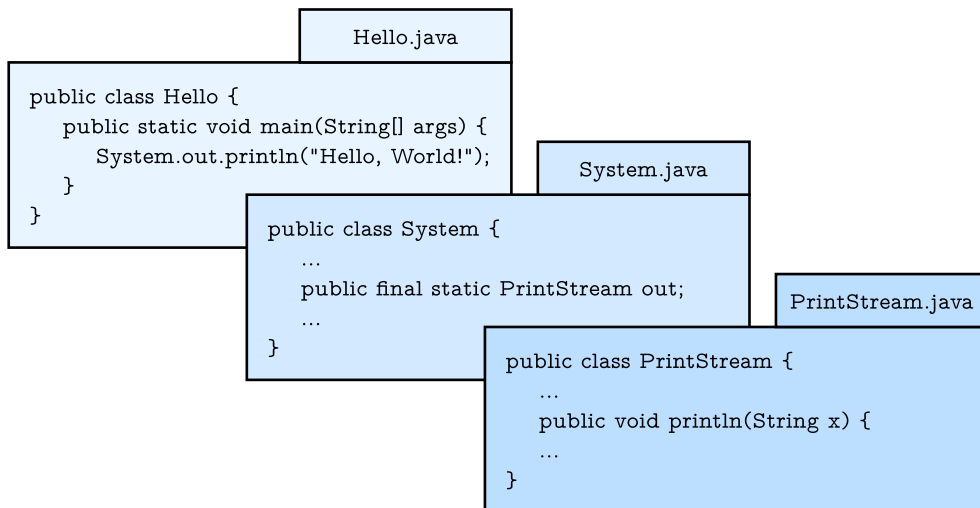 Hello.java
public class Hello {
public static void main(String[] args) {
System.out.println("Hello, World!");
}
}
System.java
public class System {
...
public final static PrintStream out;
...
}
PrintStream.java
public class PrintStream {
...
public void println(String x) {
...
}